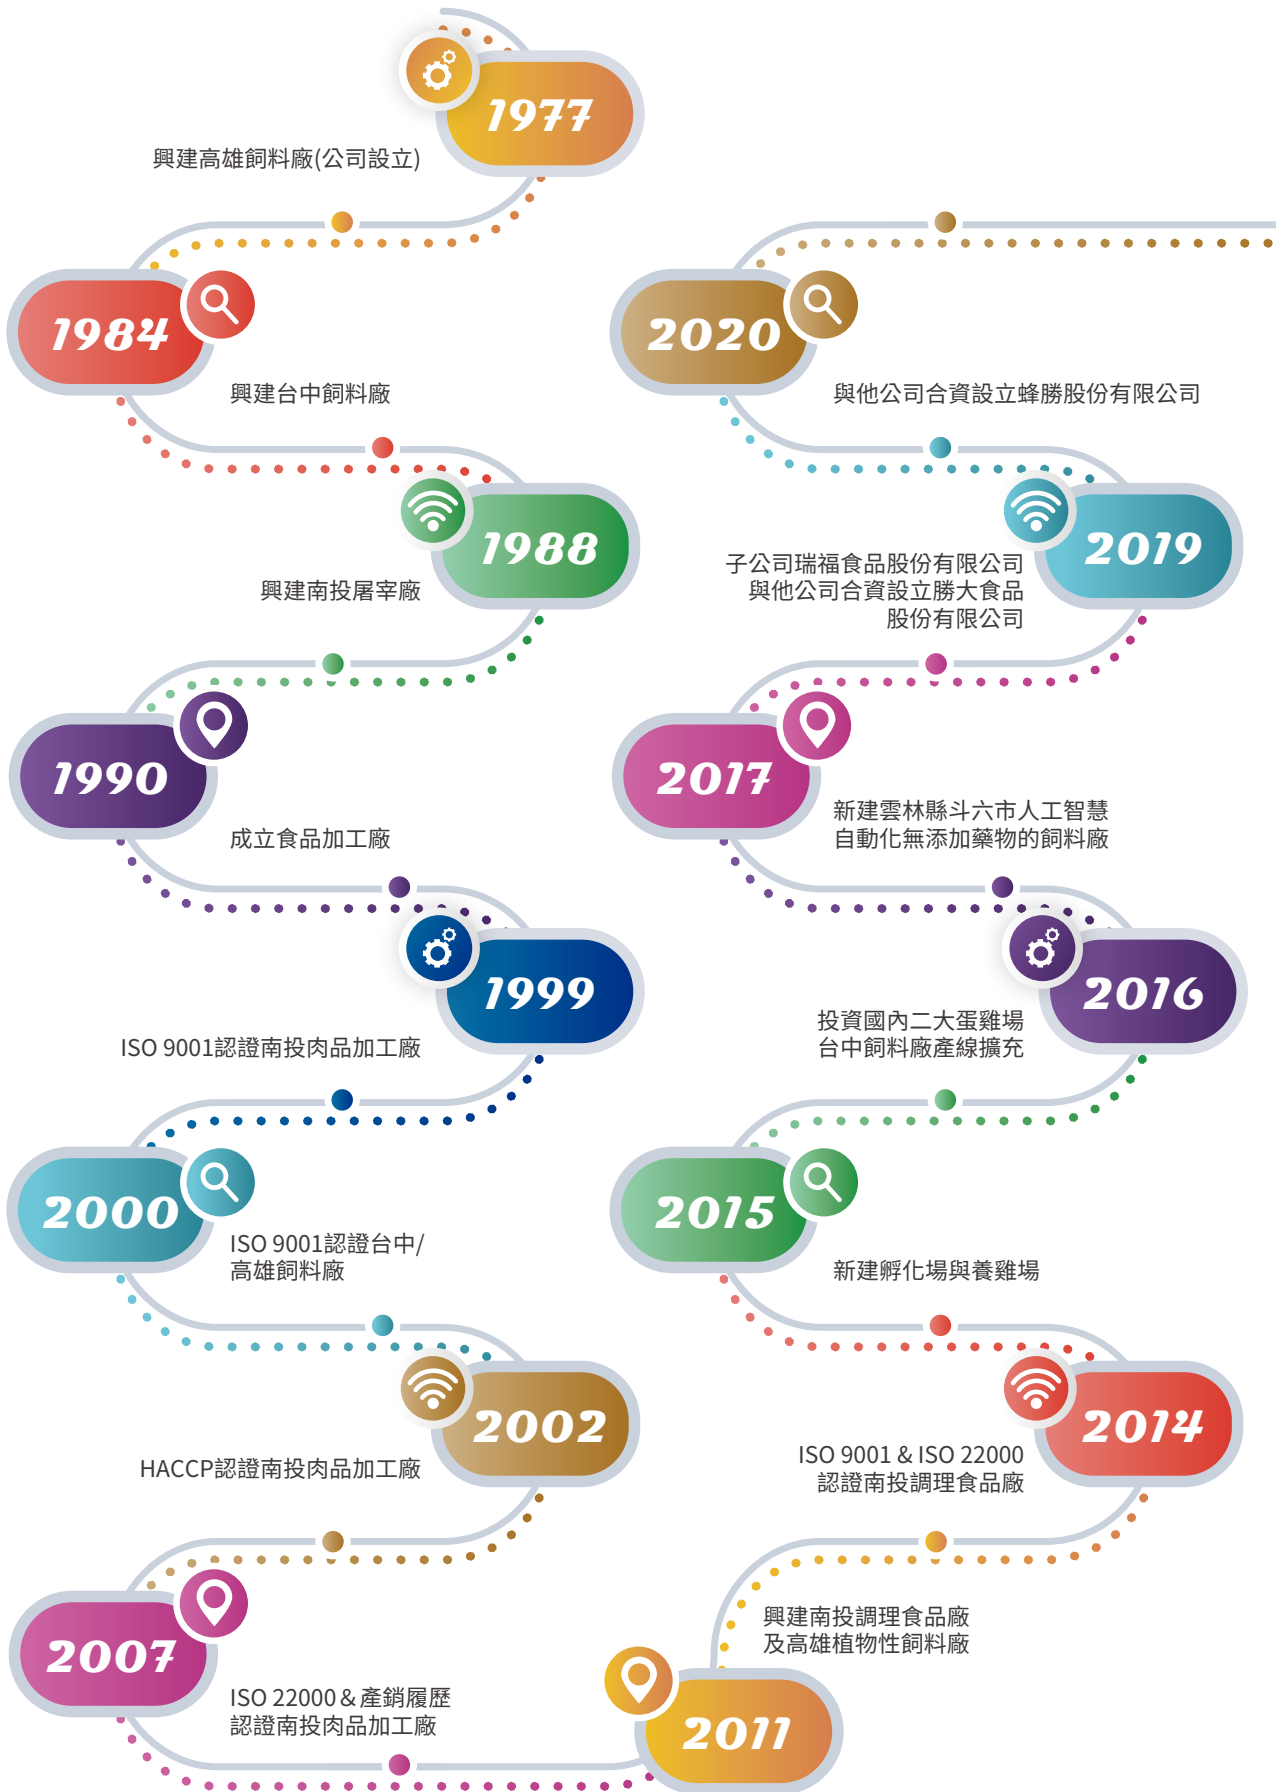 1977
興建高雄飼料廠(公司設立)
1984
興建台中飼料廠
1988
興建南投屠宰廠
1990
成立食品加工廠
1999
ISO 9001認證南投肉品加工廠
2000
ISO 9001認證台中/
高雄飼料廠
2002
HACCP認證南投肉品加工廠
2007
ISO 22000＆產銷履歷
認證南投肉品加工廠
2011
興建南投調理食品廠
及高雄植物性飼料廠
2014
ISO 9001 & ISO 22000
認證南投調理食品廠
2015
新建孵化場與養雞場
2016
投資國內二大蛋雞場
台中飼料廠產線擴充
2017
新建雲林縣斗六市人工智慧
自動化無添加藥物的飼料廠
2019
子公司瑞福食品股份有限公司
與他公司合資設立勝大食品
股份有限公司
2020
與他公司合資設立蜂勝股份有限公司